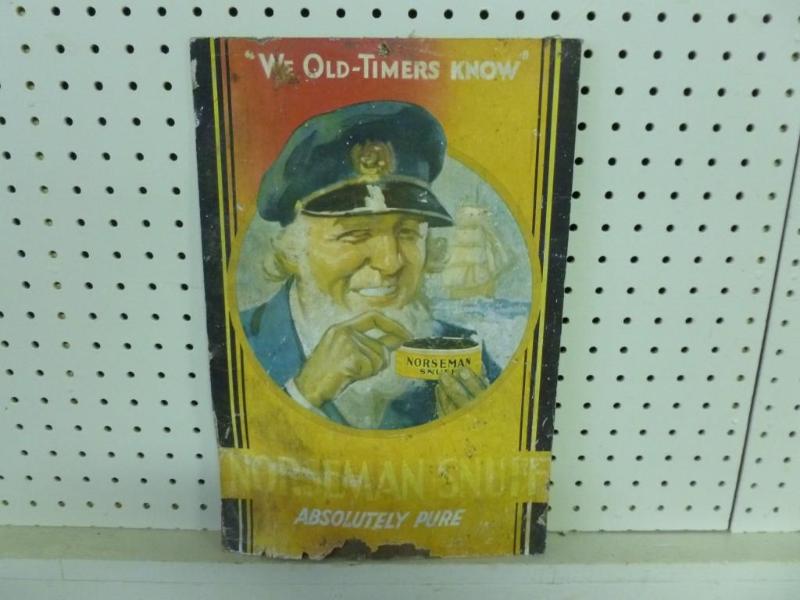 "We Old-Timers Know"
NORSEMAN
SNUFF
NORSEMAN SNUFF
ABSOLUTELY PURE